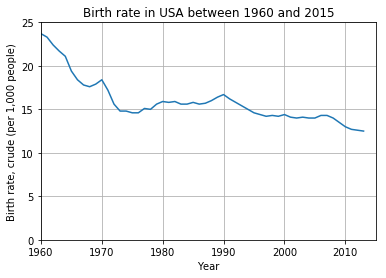 Birth rate in USA between 1960 and 2015
Birth rate, crude (per 1,000 people)
25
20
15
10
5
0
1960 1970 1980 1990 2000 2010
Year